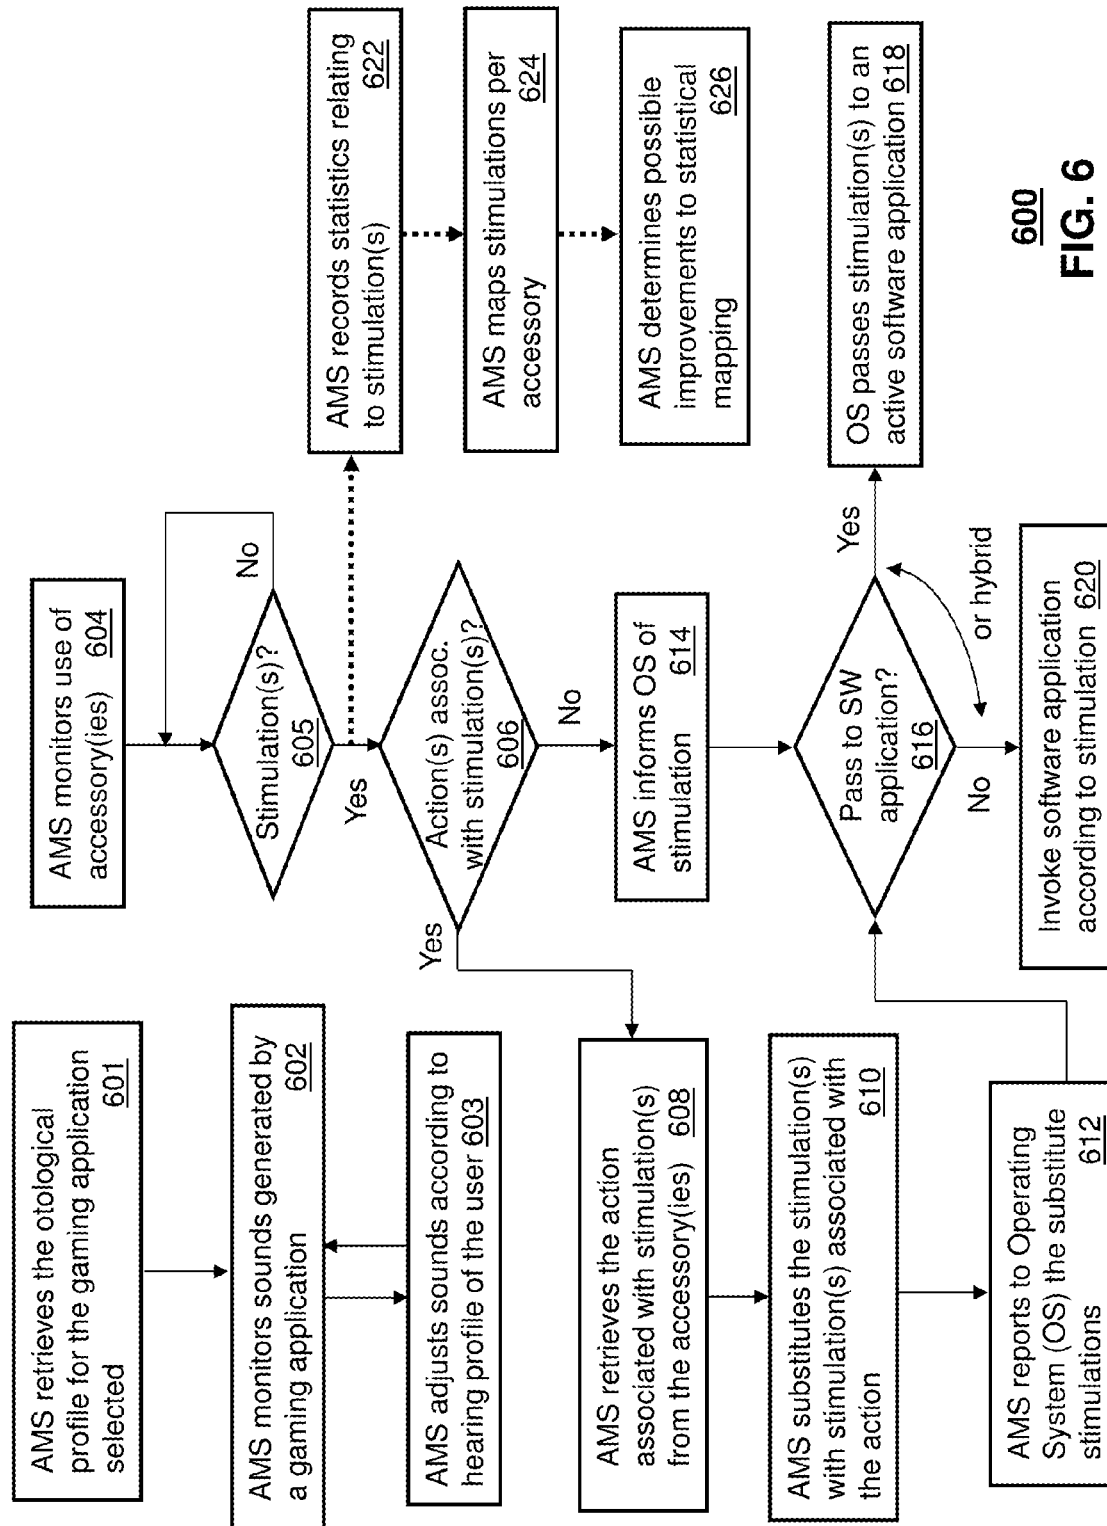 AMS retrieves the otological
profile for the gaming application
selected 601
AMS monitors sounds generated by
a gaming application 602
AMS adjusts sounds according to
hearing profile of the user 603
AMS monitors use of
accessory(ies) 604
Stimulation(s)?
605
No
Yes
Action(s) assoc.
with stimulation(s)?
606
Yes
No
AMS retrieves the action
associated with stimulation(s)
from the accessory(ies) 608
AMS substitutes the stimulation(s)
with stimulation(s) associated with
the action 610
AMS reports to Operating
System (OS) the substitute
stimulations 612
AMS informs OS of
stimulation 614
Pass to SW
application?
616
Yes
No
or hybrid
OS passes stimulation(s) to an
active software application 618
Invoke software application
according to stimulation 620
AMS records statistics relating
to stimulation(s) 622
AMS maps stimulations per
accessory 624
AMS determines possible
improvements to statistical
mapping 626
600
FIG. 6